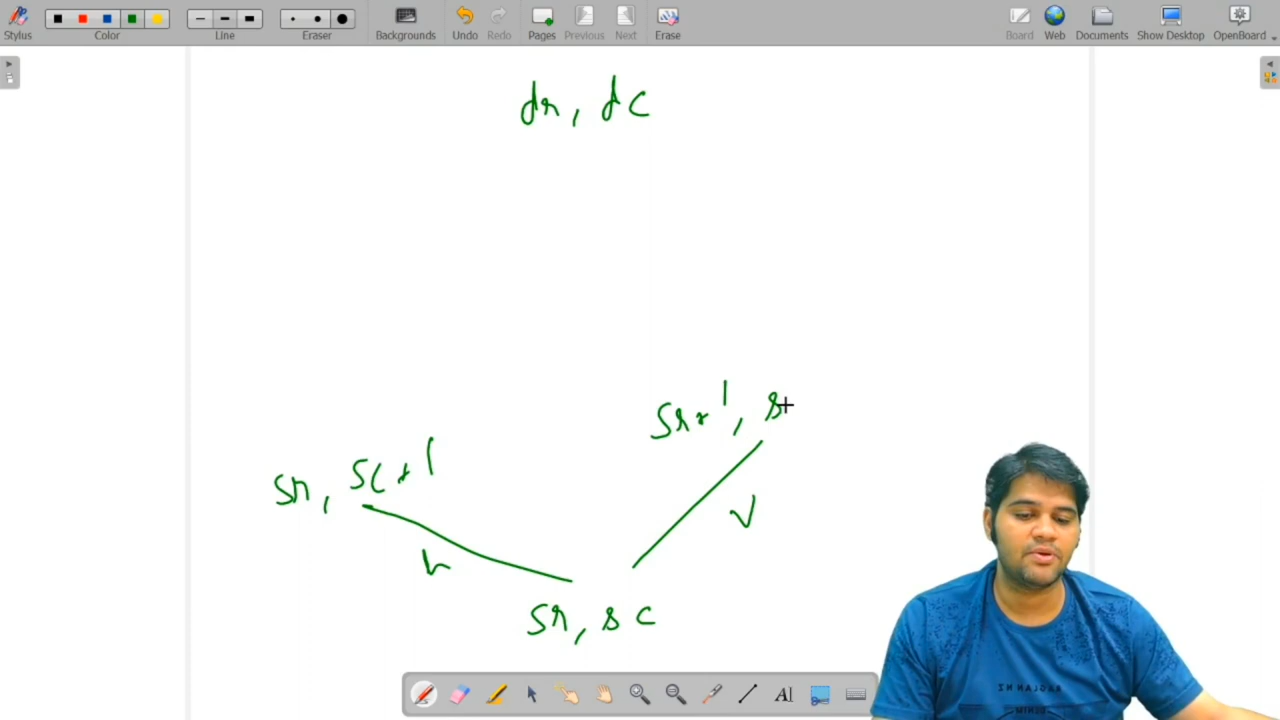 Stylus
Color
Line
Eraser
Backgrounds
Undo
Redo
Pages
Previous
Next
Erase
Board
Web
Documents
Show Desktop
OpenBoard
dr, dc
sr+1, s
sr, sc+1
v
h
sr, sc